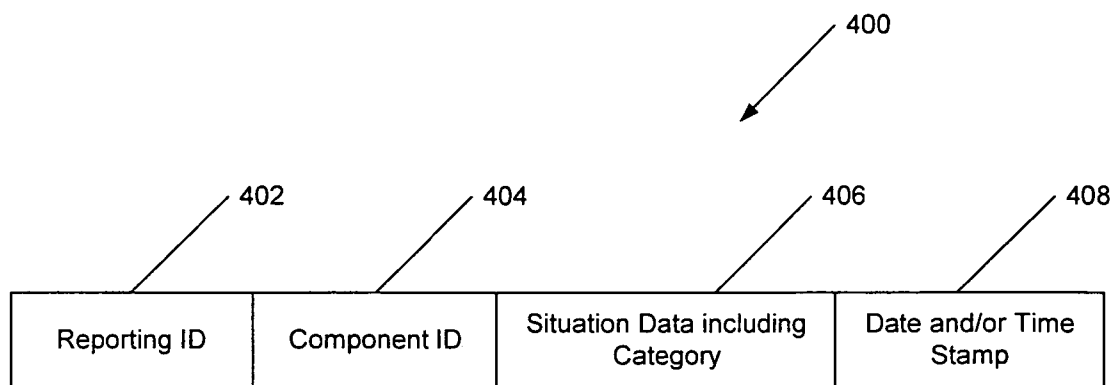 400
402
404
406
408
Reporting ID
Component ID
Situation Data including
Category
Date and/or Time
Stamp